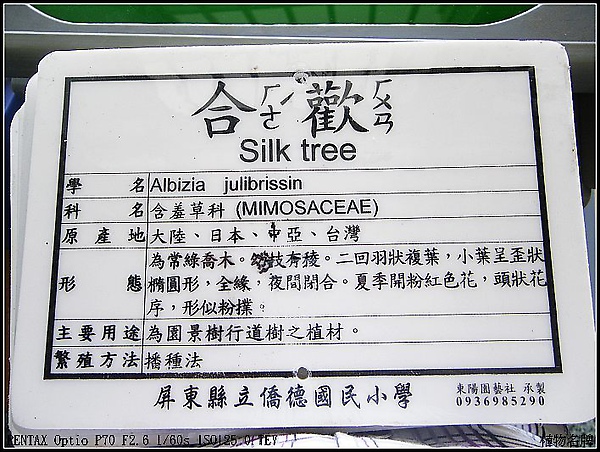 合ㄏㄜˊ歡ㄏㄨㄢ
Silk tree
學名 Albizia julibrissin
科名 含羞草科 (MIMOSACEAE)
原產地 大陸、日本、中亞、台灣
形態 為常綠喬木。枝有稜。二回羽狀複葉，小葉呈歪狀
橢圓形，全緣，夜間閉合。夏季開粉紅色花，頭狀花
序，形似粉撲。
主要用途 為園景樹行道樹之植材。
繁殖方法 播種法
屏東縣立僑德國民小學
東陽園藝社 承製
0936985290
PENTAX Optio P70 F2.6 1/60s ISO125 0.1EV
植物名牌